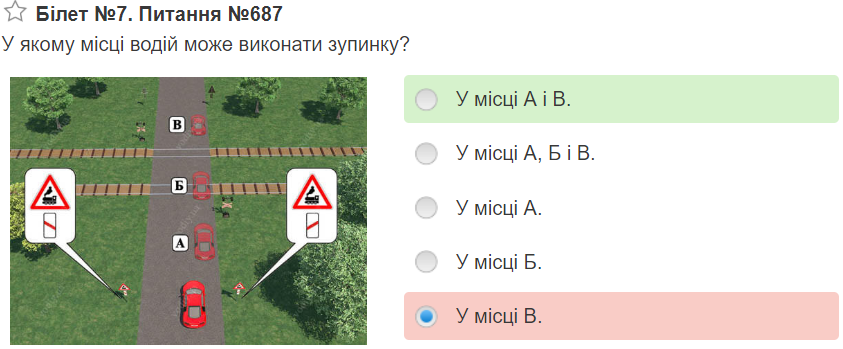 Білет №7. Питання №687
У якому місці водій може виконати зупинку?
В
Б
А
У місці А і В.
У місці А, Б і В.
У місці А.
У місці Б.
У місці В.